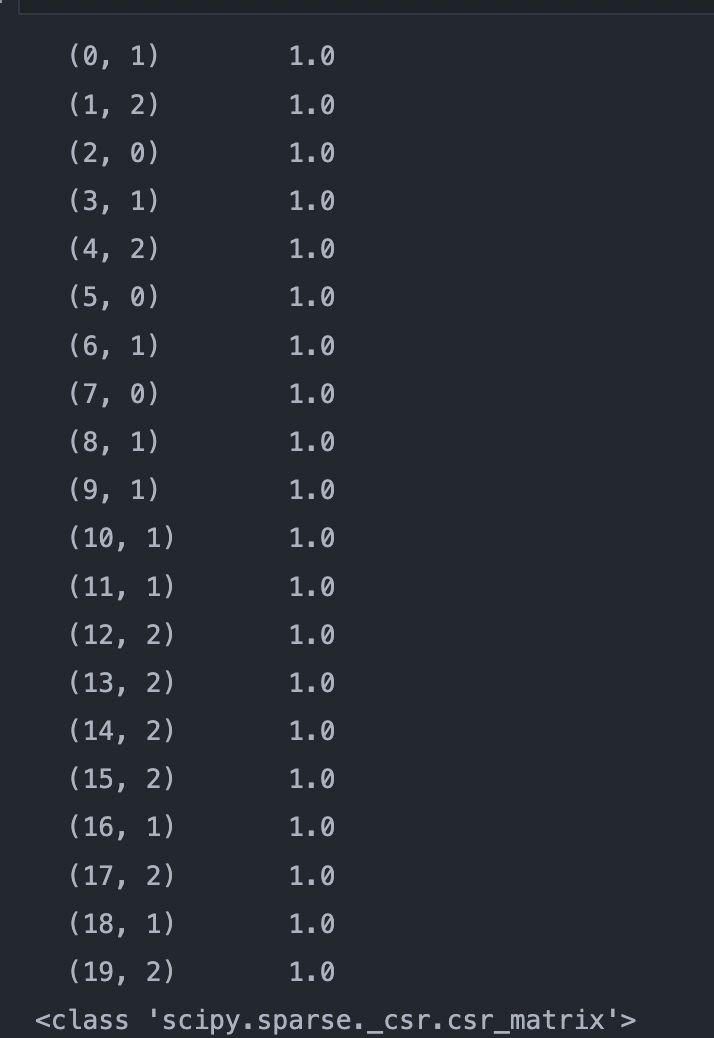 (0, 1) 1.0
(1, 2) 1.0
(2, 0) 1.0
(3, 1) 1.0
(4, 2) 1.0
(5, 0) 1.0
(6, 1) 1.0
(7, 0) 1.0
(8, 1) 1.0
(9, 1) 1.0
(10, 1) 1.0
(11, 1) 1.0
(12, 2) 1.0
(13, 2) 1.0
(14, 2) 1.0
(15, 2) 1.0
(16, 1) 1.0
(17, 2) 1.0
(18, 1) 1.0
(19, 2) 1.0
<class 'scipy.sparse._csr.csr_matrix'>